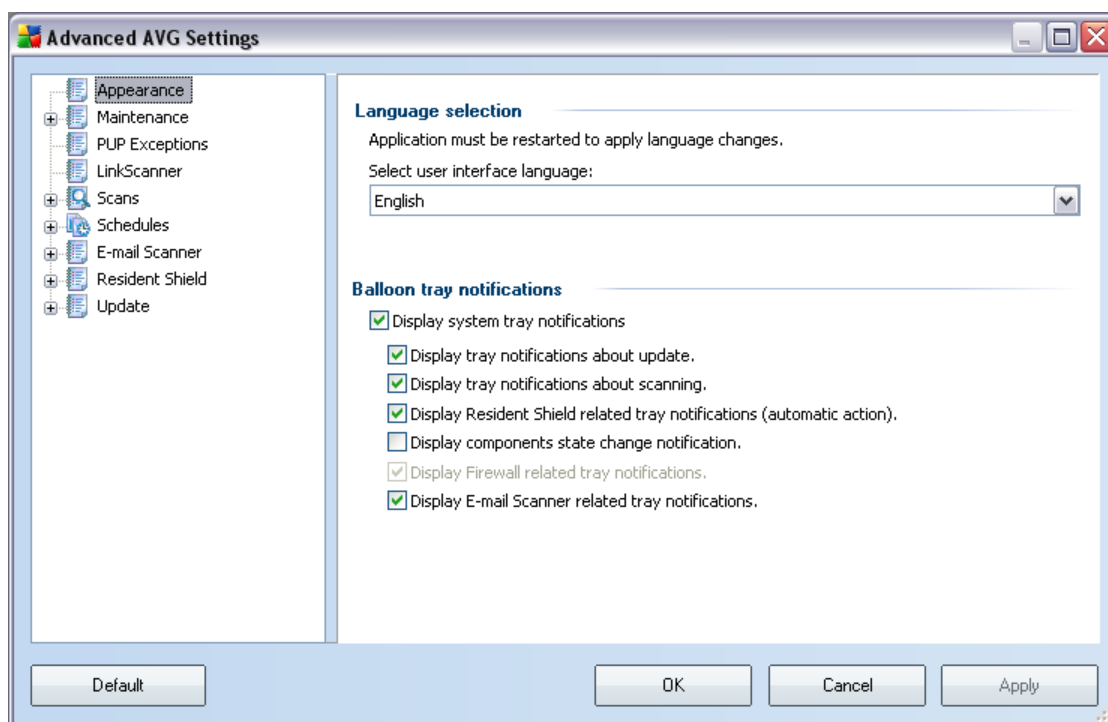 Advanced AVG Settings
Appearance
Maintenance
PUP Exceptions
LinkScanner
Scans
Schedules
E-mail Scanner
Resident Shield
Update
Language selection
Application must be restarted to apply language changes.
Select user interface language:
English
Balloon tray notifications
Display system tray notifications
Display tray notifications about update.
Display tray notifications about scanning.
Display Resident Shield related tray notifications (automatic action).
Display components state change notification.
Display Firewall related tray notifications.
Display E-mail Scanner related tray notifications.
Default
OK
Cancel
Apply